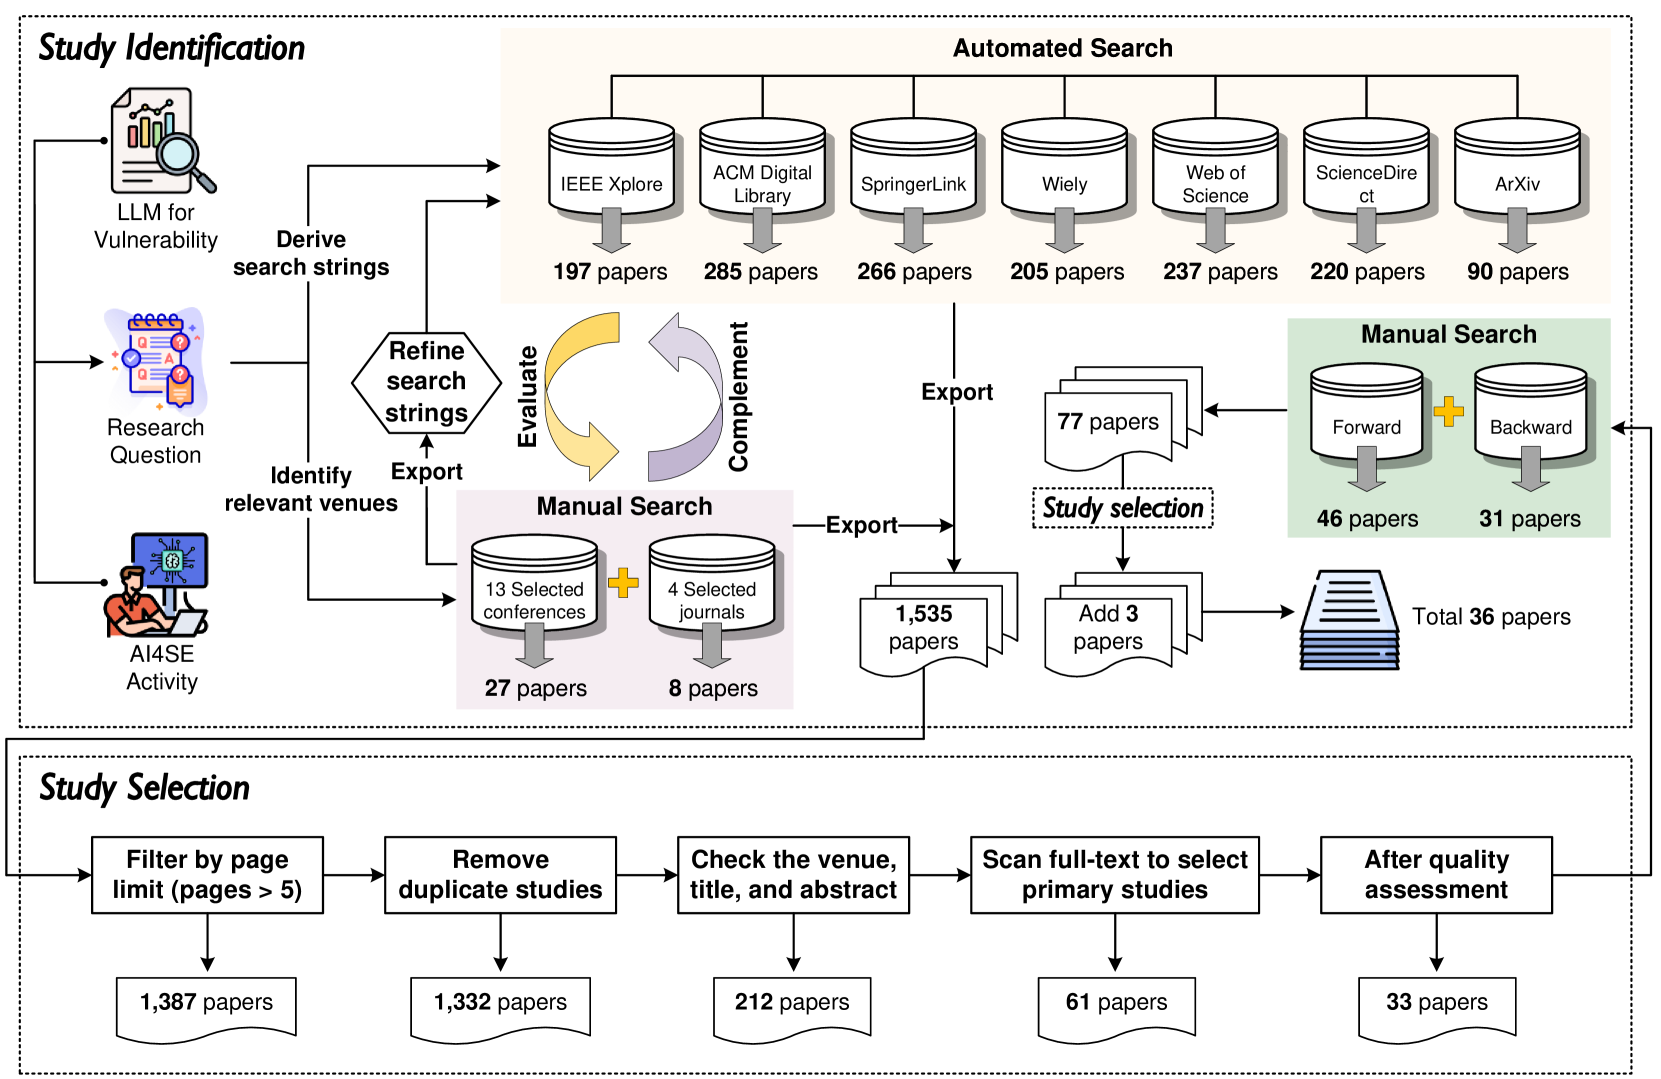 Study Identification
LLM for
Vulnerability
Research
Question
AI4SE
Activity
Derive
search strings
Identify
relevant venues
Refine
search
strings
Export
Automated Search
IEEE Xplore
ACM Digital
Library
SpringerLink
Wiely
Web of
Science
ScienceDire
ct
ArXiv
197 papers
285 papers
266 papers
205 papers
237 papers
220 papers
90 papers
Evaluate
Complement
Manual Search
13 Selected
conferences
4 Selected
journals
27 papers
8 papers
Export
Export
1,535
papers
Manual Search
Forward
Backward
46 papers
31 papers
77 papers
Study selection
Add 3
papers
Total 36 papers
Study Selection
Filter by page
limit (pages > 5)
Remove
duplicate studies
Check the venue,
title, and abstract
Scan full-text to select
primary studies
After quality
assessment
1,387 papers
1,332 papers
212 papers
61 papers
33 papers